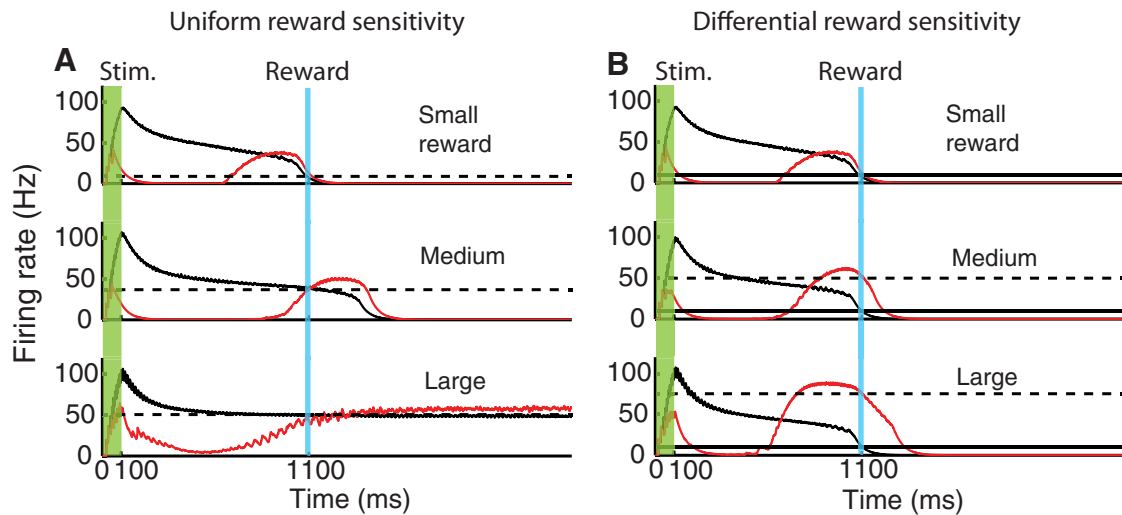 Uniform reward sensitivity
Differential reward sensitivity
A
Stim.
Reward
Small
reward
100
50
0
Medium
100
50
0
Large
100
50
0
0 100
1100
Time (ms)
Firing rate (Hz)
B
Stim.
Reward
Small
reward
100
50
0
Medium
100
50
0
Large
100
50
0
0 100
1100
Time (ms)